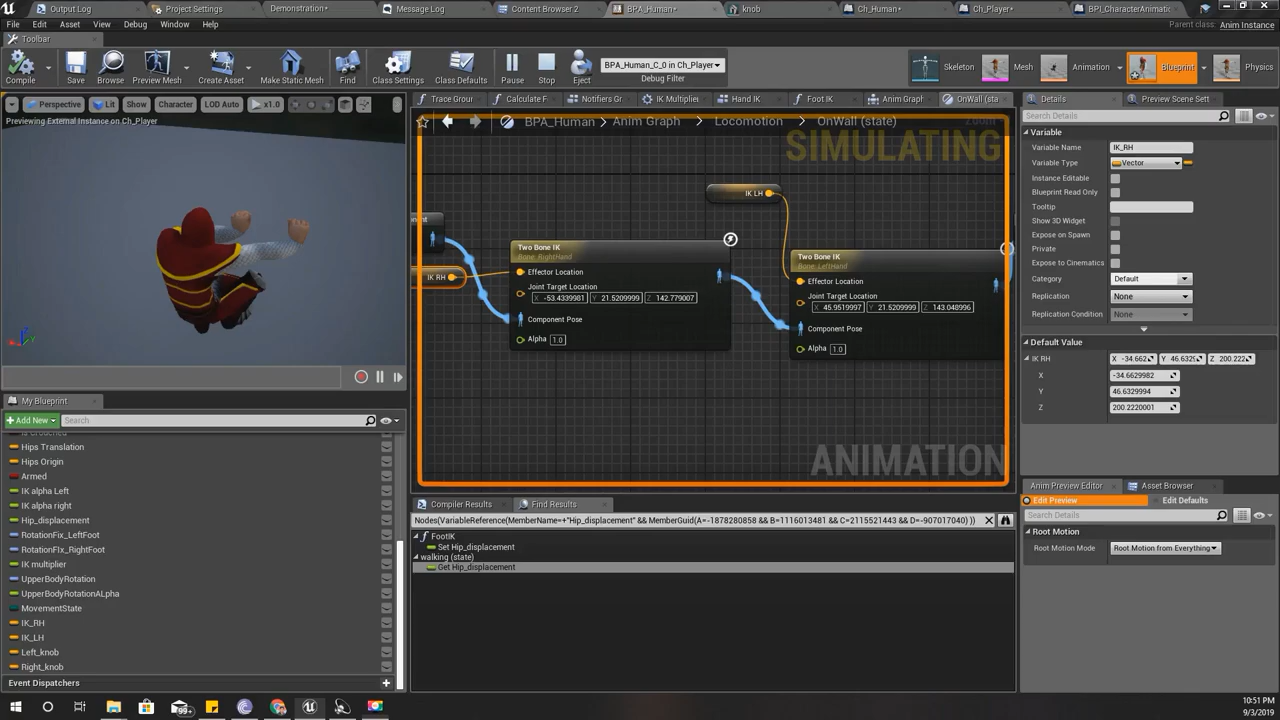 Output Log
Project Settings
Demonstration•
Message Log
Content Browser 2
BPA_Human•
knob
Ch_Human•
Ch_Player•
BPI_CharacterAnimatio
File Edit Asset View Debug Window Help
Parent class: Anim Instance
Toolbar
Compile
Save
Browse
Preview Mesh
Create Asset
Make Static Mesh
Find
Class Settings
Class Defaults
Pause
Stop
Eject
BPA_Human_C_0 in Ch_Player
Debug Filter
Skeleton
Mesh
Animation
Blueprint
Physics
Perspective
Lit
Show
Character
LOD Auto
x1.0
Previewing External Instance on Ch_Player
Trace Groun
Calculate F
Notifiers Gr
IK Multiplier
Hand IK
Foot IK
Anim Graph
OnWall (sta
BPA_Human > Anim Graph > Locomotion > OnWall (state)
SIMULATING
IK LH
Two Bone IK
Bone: RightHand
IK RH
Effector Location
Joint Target Location
X -53.4339981 Y 21.5209999 Z 142.779007
Component Pose
Alpha 1.0
Two Bone IK
Bone: LeftHand
Effector Location
Joint Target Location
X 45.9519997 Y 21.5209999 Z 143.048996
Component Pose
Alpha 1.0
ANIMATION
Details
Preview Scene Sett
Search Details
Variable
Variable Name IK_RH
Variable Type Vector
Instance Editable
Blueprint Read Only
Tooltip
Show 3D Widget
Expose on Spawn
Private
Expose to Cinematics
Category Default
Replication None
Replication Condition None
Default Value
IK RH X -34.662 Y 46.632 Z 200.222
X -34.6629982
Y 46.6329994
Z 200.2220001
My Blueprint
Add New
Search
Hips Translation
Hips Origin
Armed
IK alpha Left
IK alpha right
Hip_displacement
RotationFIx_LeftFoot
RotationFIx_RightFoot
IK multiplier
UpperBodyRotation
UpperBodyRotationALpha
MovementState
IK_RH
IK_LH
Left_knob
Right_knob
Event Dispatchers
Compiler Results
Find Results
Nodes(VariableReference(MemberName=+"Hip_displacement" && MemberGuid(A=-1878280858 && B=1116013481 && C=2115521443 && D=-907017040) ))
FootIK
Set Hip_displacement
walking (state)
Get Hip_displacement
Anim Preview Editor
Asset Browser
Edit Preview
Edit Defaults
Search Details
Root Motion
Root Motion Mode Root Motion from Everything
99+
10:51 PM
9/3/2019